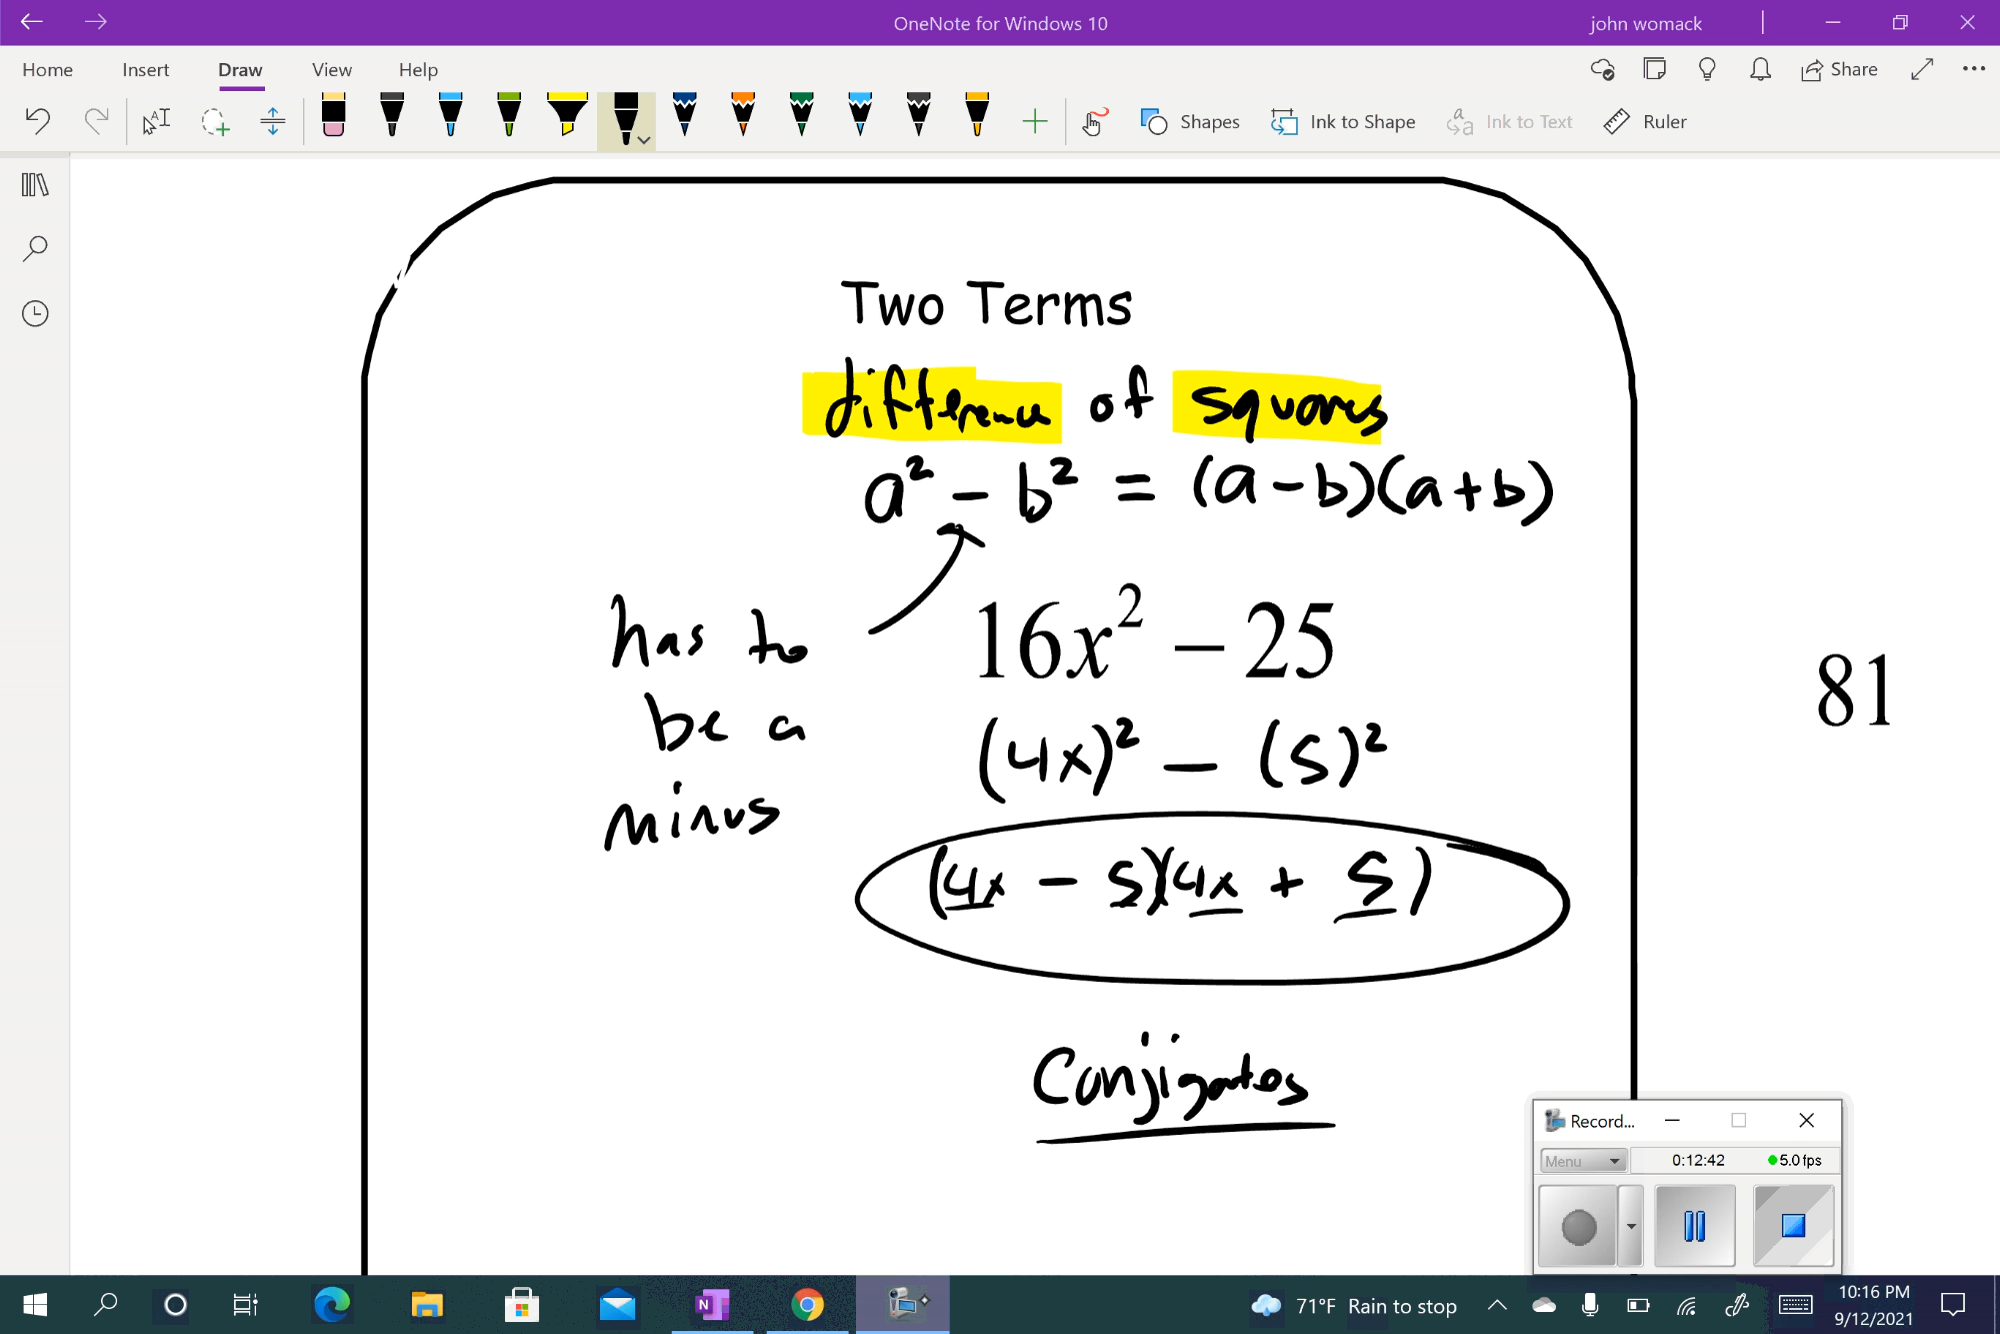 OneNote for Windows 10
john womack
Home Insert Draw View Help
Share
Shapes Ink to Shape Ink to Text Ruler
Two Terms
difference of squares
a² − b² = (a−b)(a+b)
has to be a minus
16x² − 25
(4x)² − (5)²
(4x − 5)(4x + 5)
Conjigates
81
Record...
Menu 0:12:42 5.0 fps
71°F Rain to stop
10:16 PM
9/12/2021